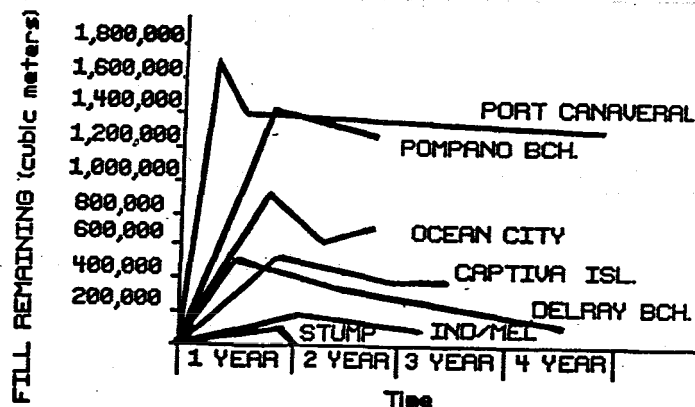 FILL REMAINING (cubic meters)
1,800,000
1,600,000
1,400,000
1,200,000
1,000,000
800,000
600,000
400,000
200,000
PORT CANAVERAL
POMPANO BCH.
OCEAN CITY
CAPTIVA ISL.
DELRAY BCH.
STUMP
IND/MEL
1 YEAR
2 YEAR
3 YEAR
4 YEAR
Time